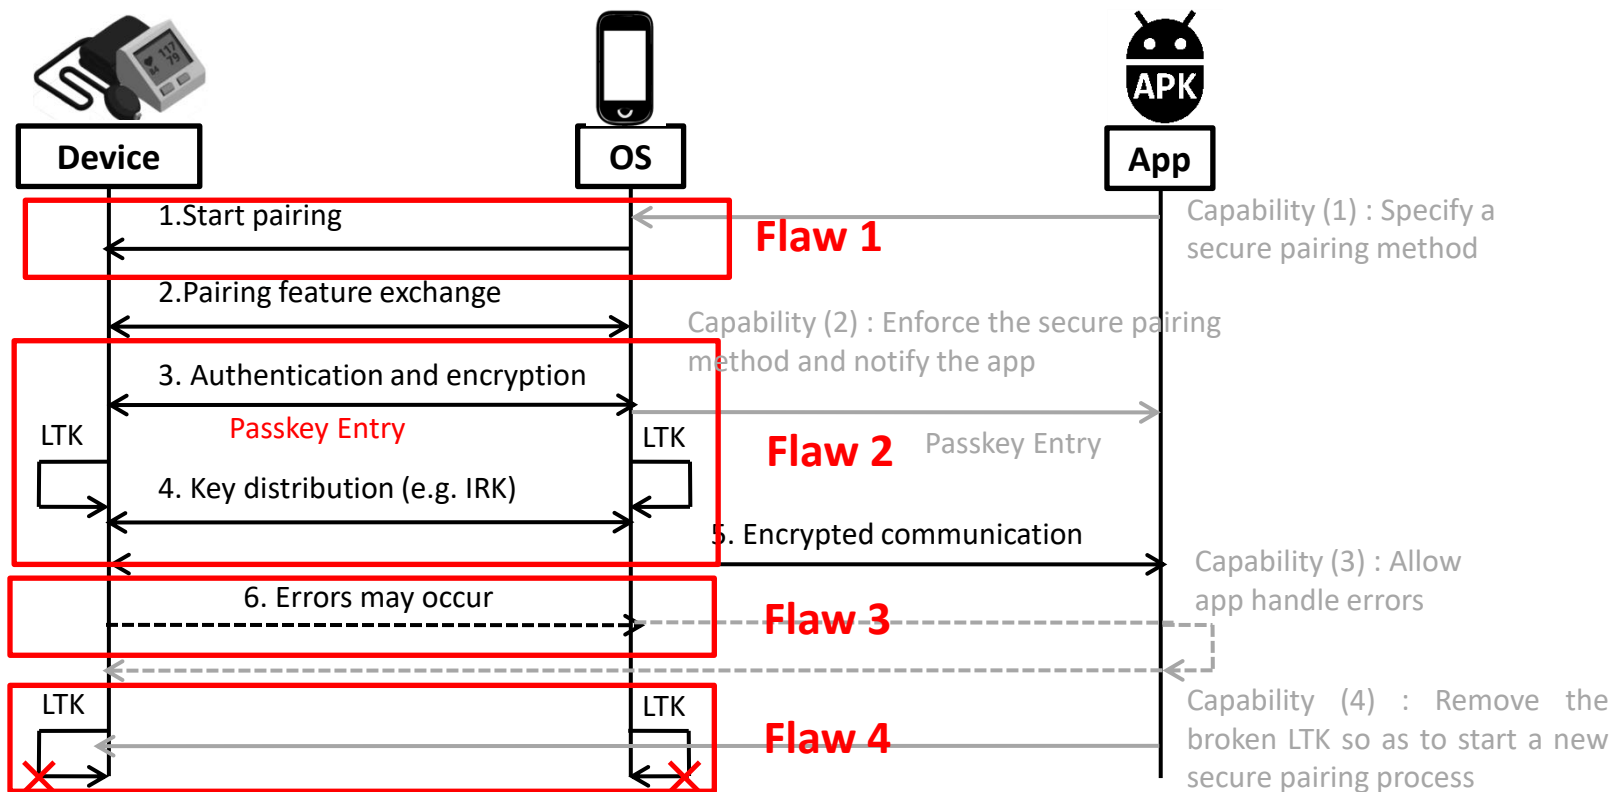 117
79
84
APK
Device
OS
App
1.Start pairing
Flaw 1
Capability (1) : Specify a
secure pairing method
2.Pairing feature exchange
Capability (2) : Enforce the secure pairing
method and notify the app
3. Authentication and encryption
Passkey Entry
LTK
LTK
Flaw 2
Passkey Entry
4. Key distribution (e.g. IRK)
5. Encrypted communication
Capability (3) : Allow
app handle errors
6. Errors may occur
Flaw 3
LTK
LTK
Flaw 4
Capability (4) : Remove the
broken LTK so as to start a new
secure pairing process